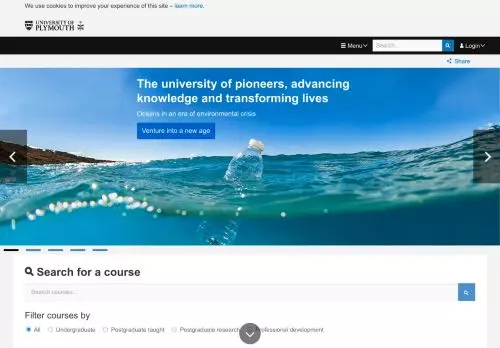 We use cookies to improve your experience of this site – learn more.
UNIVERSITY OF
PLYMOUTH
Menu
Search..
Login
Share
The university of pioneers, advancing
knowledge and transforming lives
Oceans in an era of environmental crisis
Venture into a new age
Search for a course
Search courses...
Filter courses by
All Undergraduate Postgraduate taught Postgraduate research Professional development